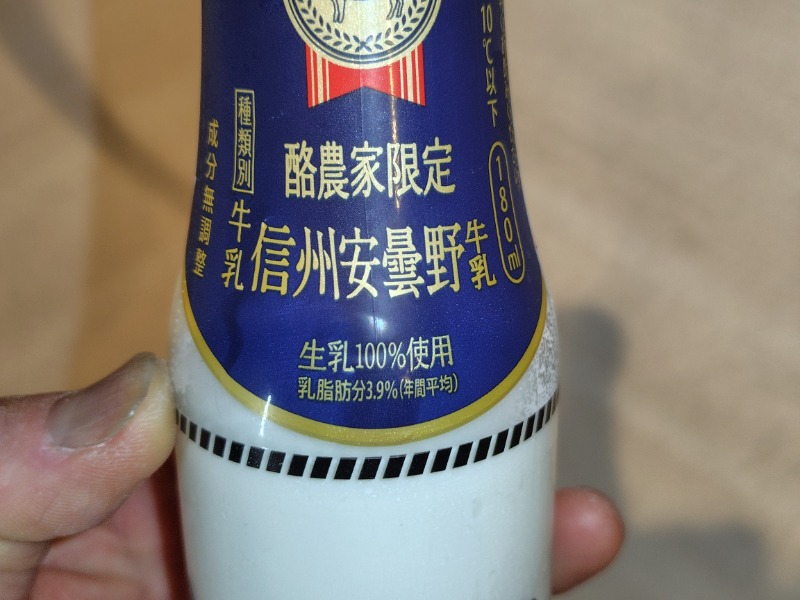 10℃以下
種類別
牛乳
成分無調整
酪農家限定
信州安曇野牛乳
180ml
生乳100%使用
乳脂肪分3.9%(年間平均)